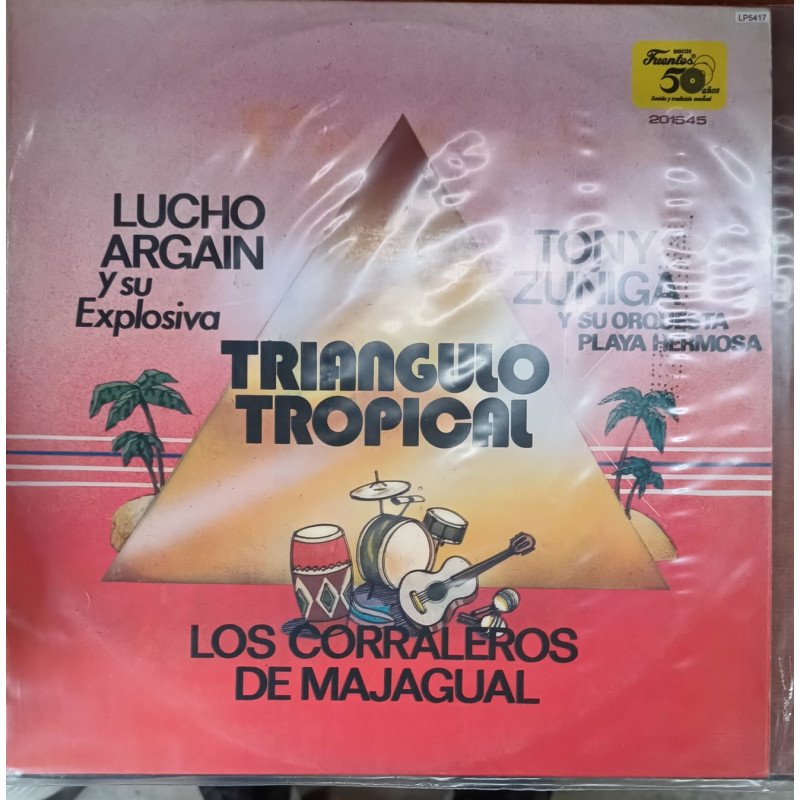 LP5417
DISCOS
Fuentes
50 años
Sonido y tradición musical
201545
LUCHO
ARGAIN
y su
Explosiva
TONY
ZUÑIGA
Y SU ORQUESTA
PLAYA HERMOSA
TRIANGULO
TROPICAL
LOS CORRALEROS
DE MAJAGUAL